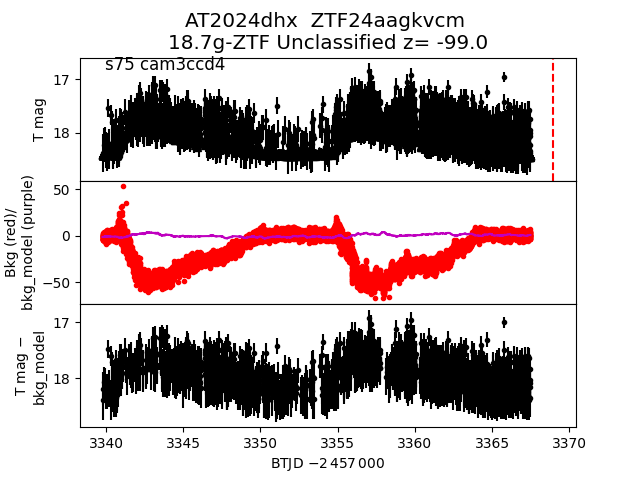 AT2024dhx  ZTF24aagkvcm
18.7g-ZTF Unclassified z= -99.0
s75 cam3ccd4
T mag
17
18
Bkg (red)/
bkg_model (purple)
50
0
−50
T mag −
bkg_model
17
18
3340 3345 3350 3355 3360 3365 3370
BTJD −2 457 000